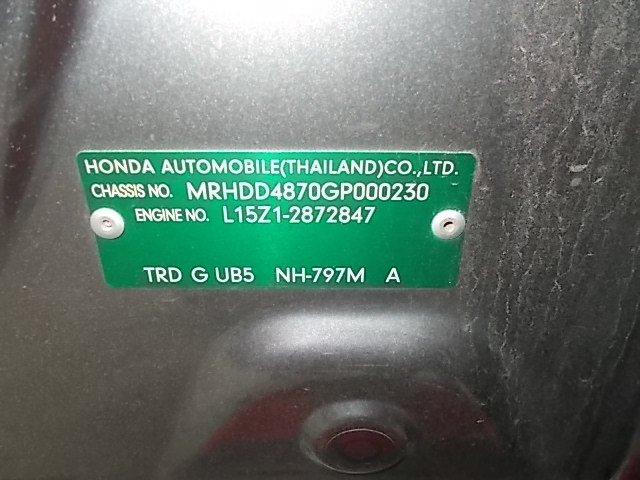 HONDA AUTOMOBILE(THAILAND)CO.,LTD.
CHASSIS NO. MRHDD4870GP000230
ENGINE NO. L15Z1-2872847
TRD G UB5 NH-797M A